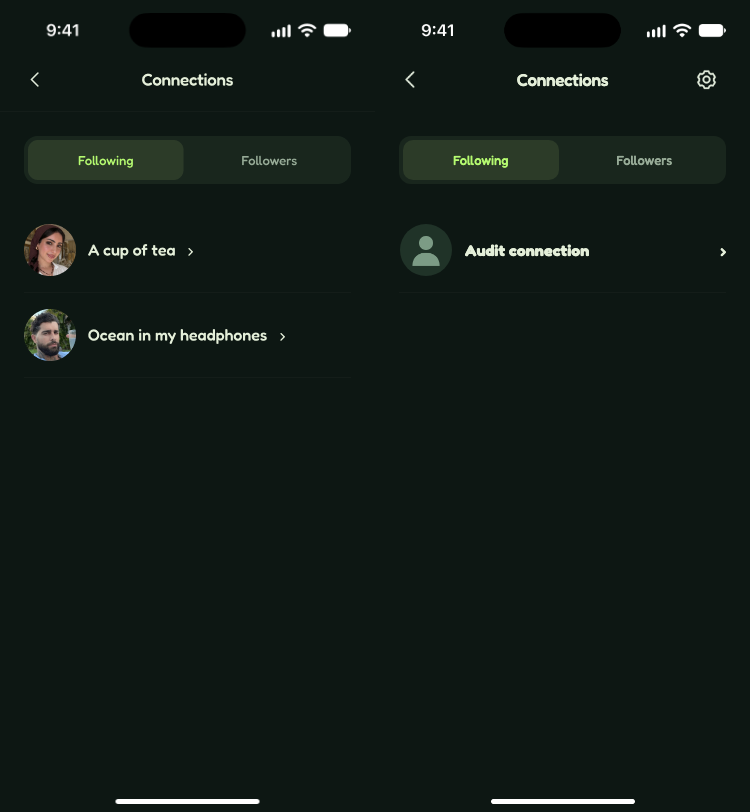 9:41
Connections
Following
Followers
A cup of tea
Ocean in my headphones
9:41
Connections
Following
Followers
Audit connection